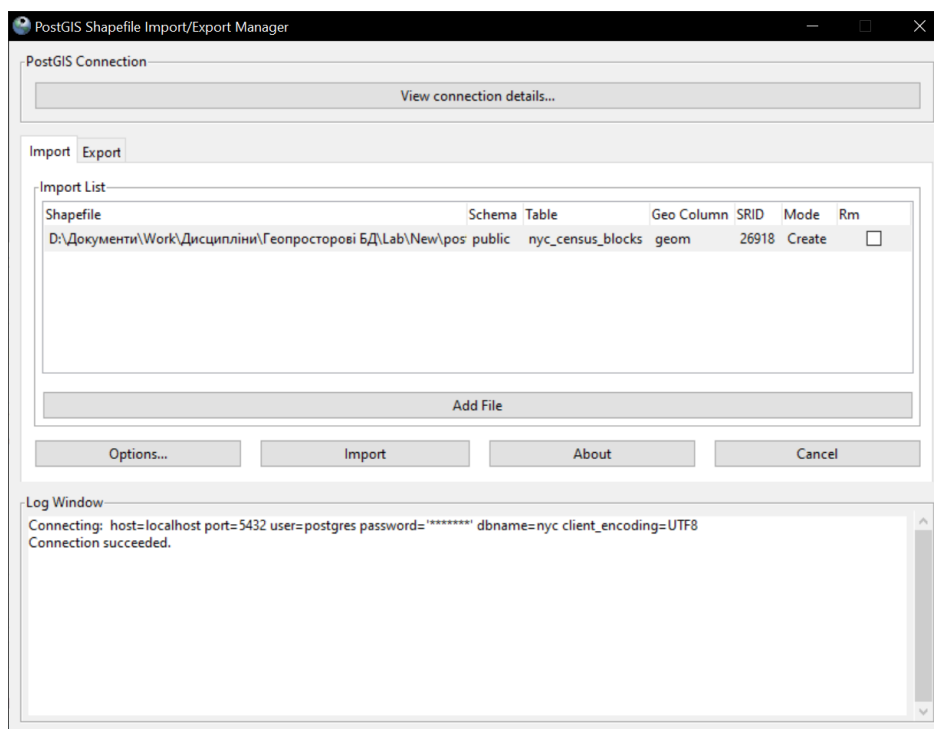 PostGIS Shapefile Import/Export Manager
PostGIS Connection
View connection details...
Import Export
Import List
Shapefile Schema Table Geo Column SRID Mode Rm
D:\Документи\Work\Дисципліни\Геопросторові БД\Lab\New\pos public nyc_census_blocks geom 26918 Create
Add File
Options... Import About Cancel
Log Window
Connecting: host=localhost port=5432 user=postgres password='*******' dbname=nyc client_encoding=UTF8
Connection succeeded.